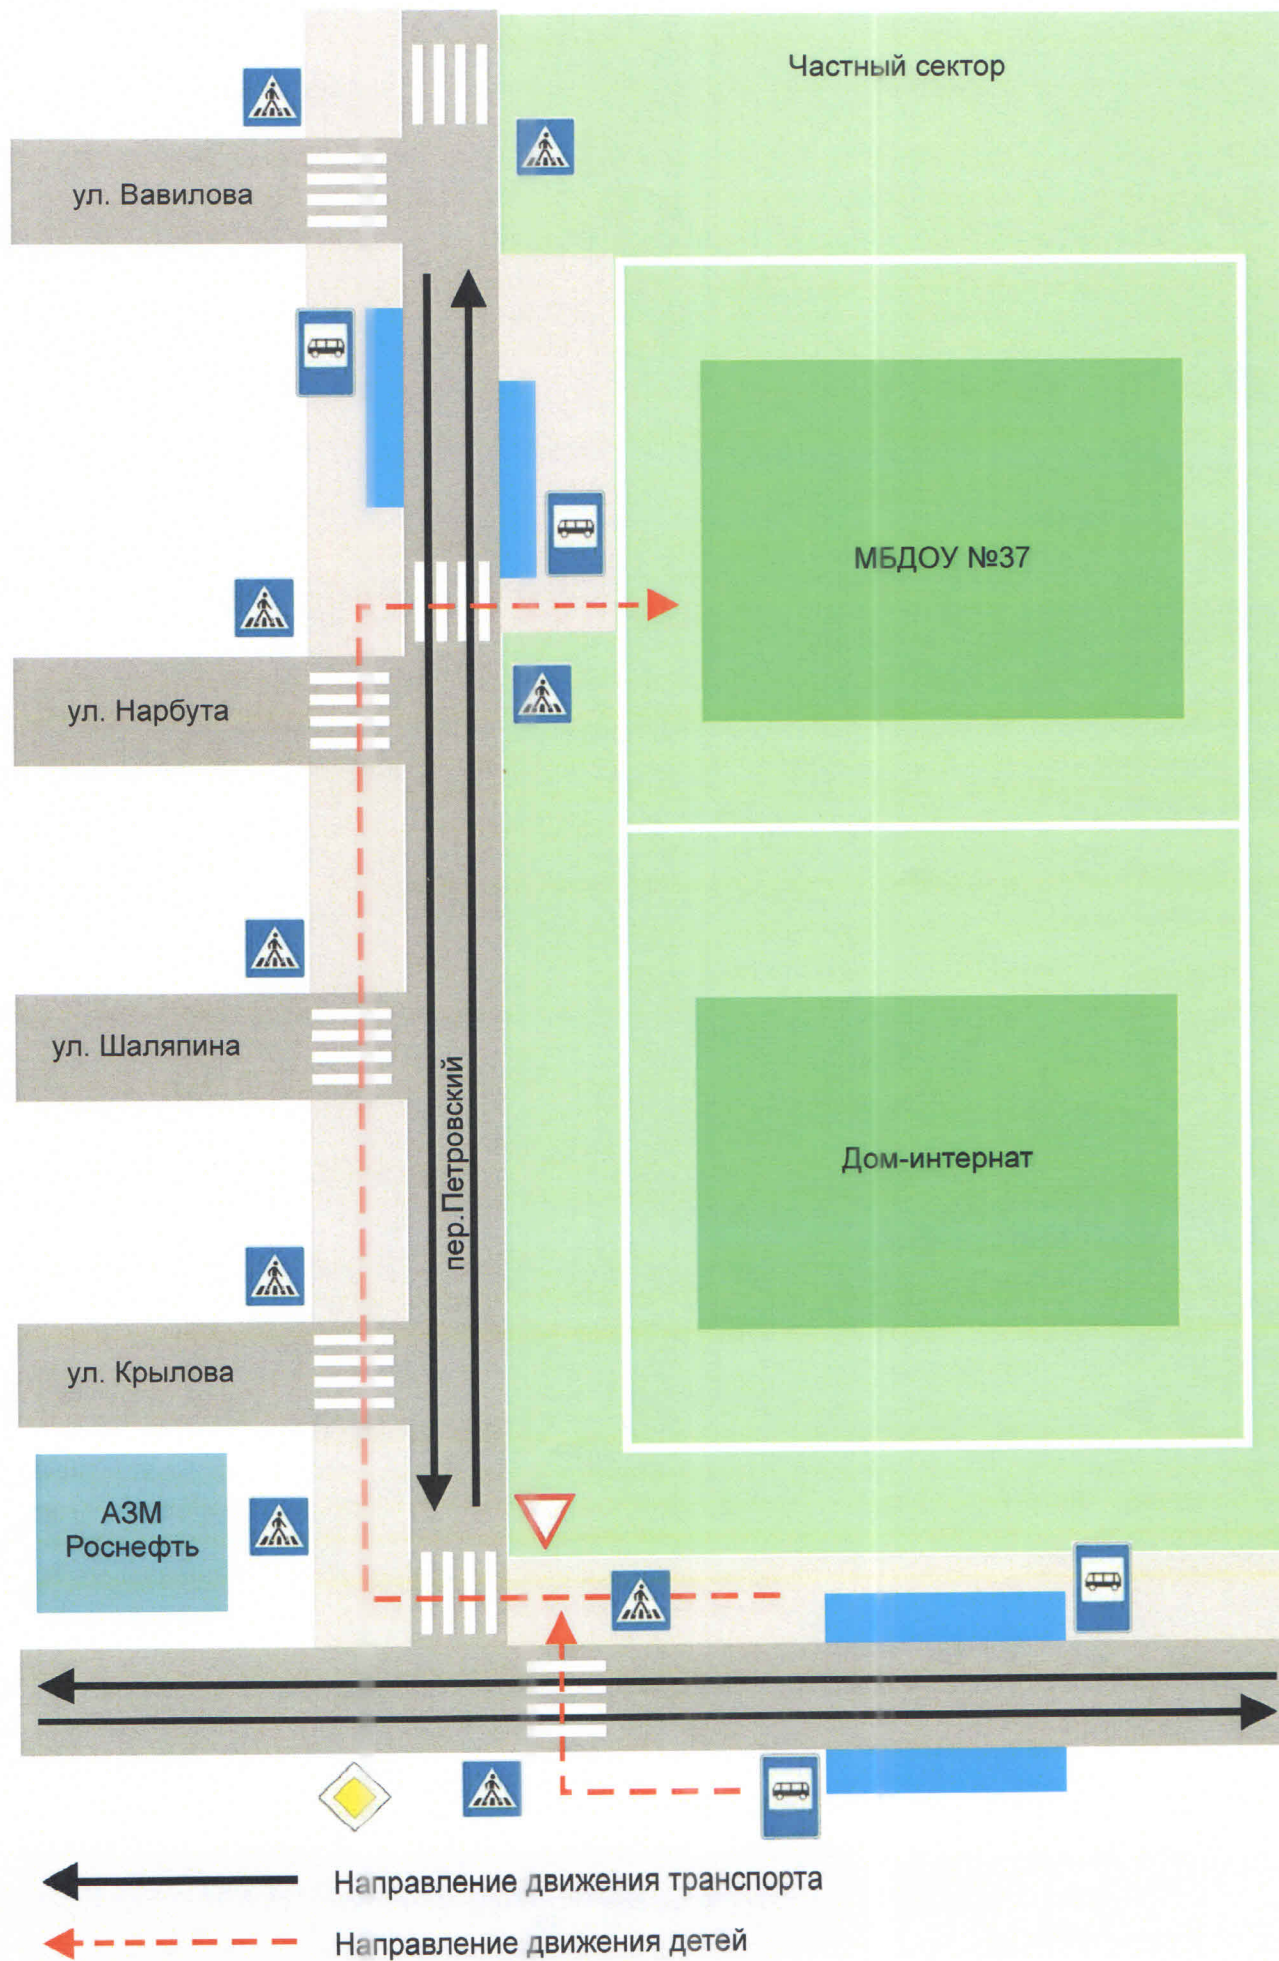 Частный сектор
ул. Вавилова
МБДОУ №37
ул. Нарбута
ул. Шаляпина
пер.Петровский
Дом-интернат
ул. Крылова
АЗМ
Роснефть
Направление движения транспорта
Направление движения детей